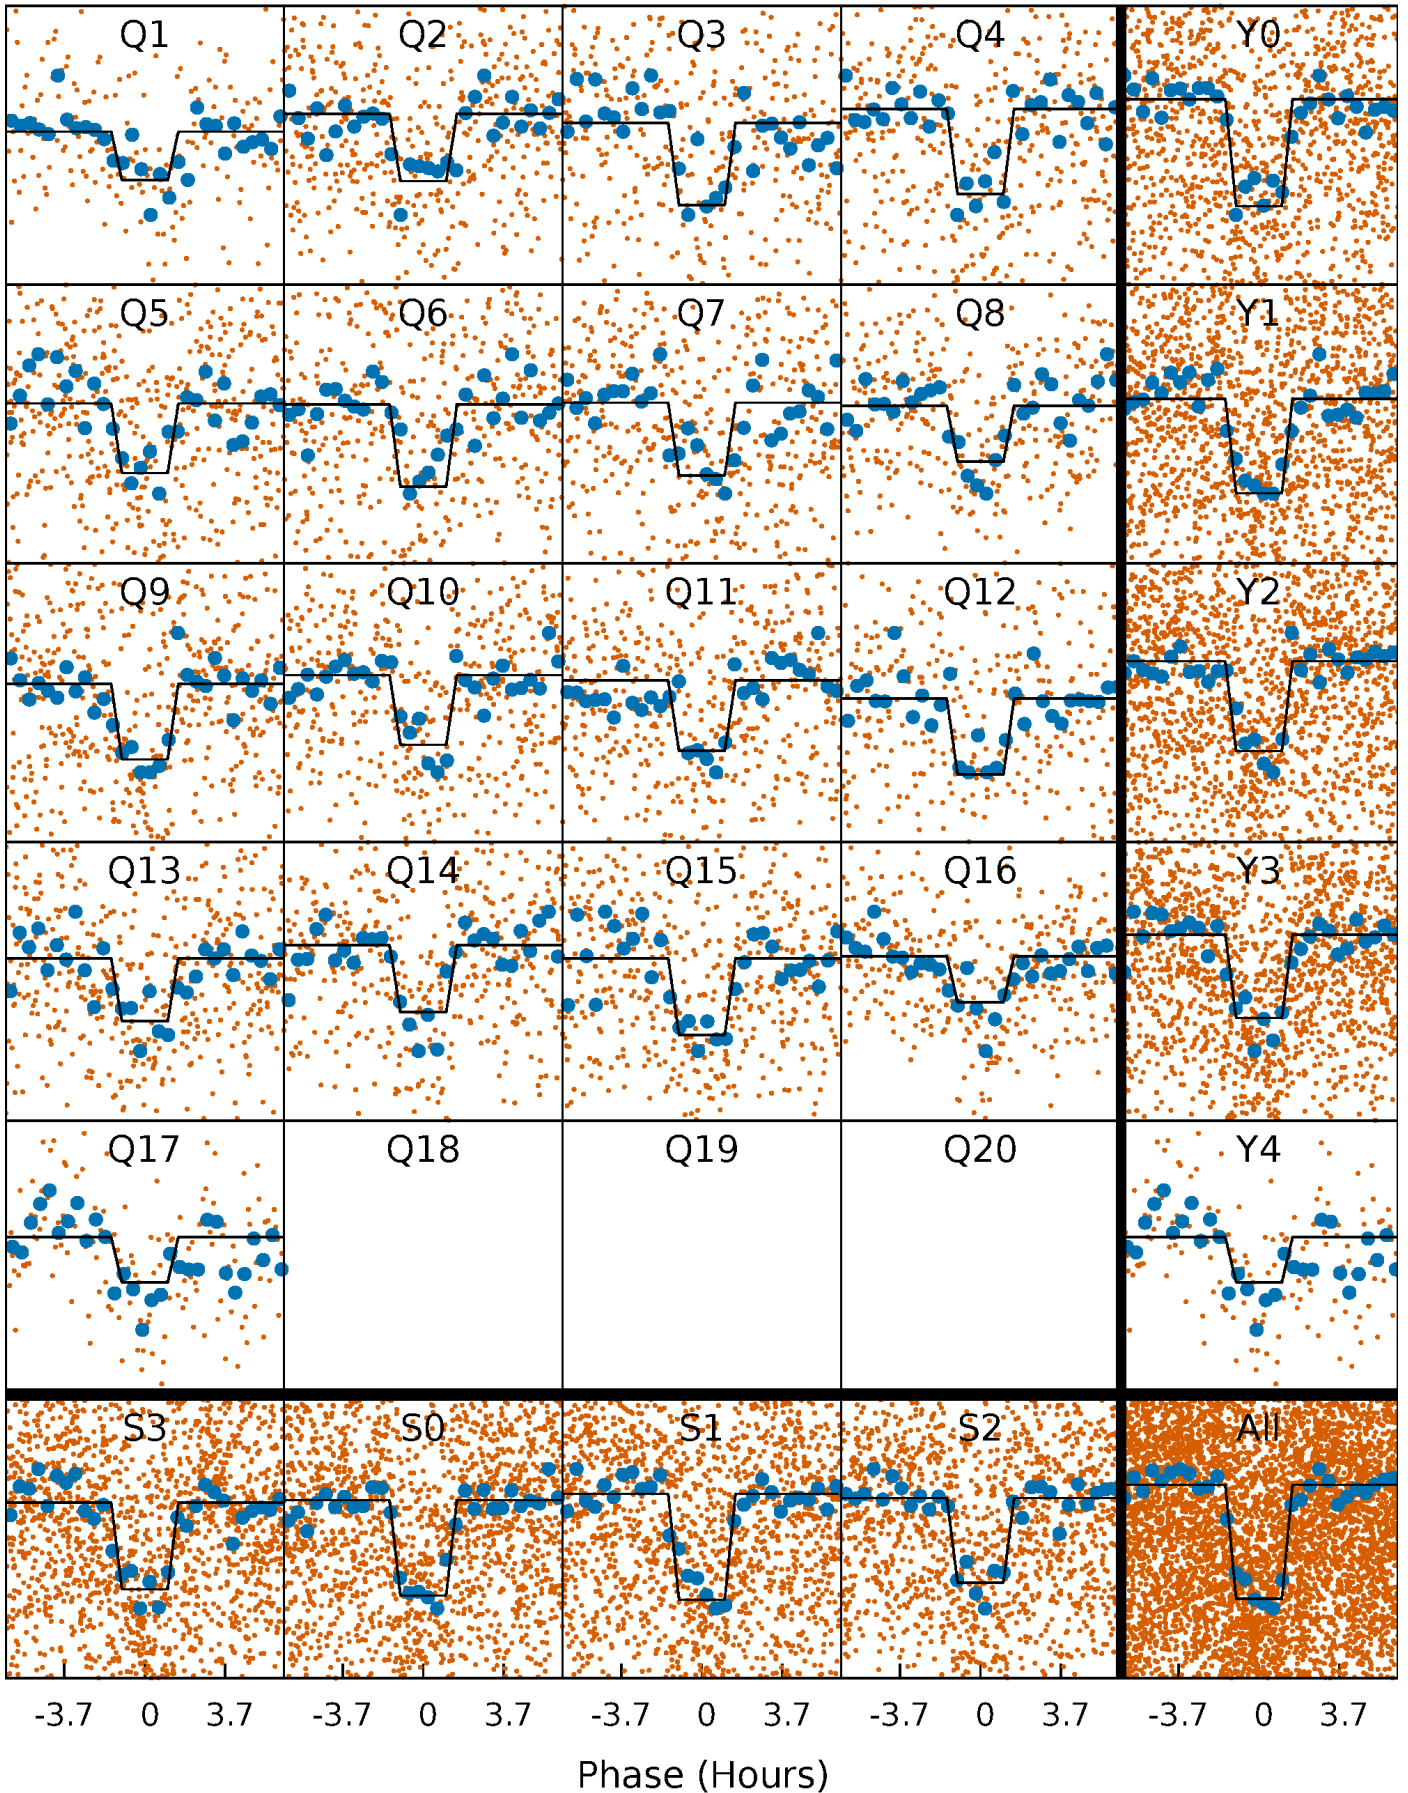 Q1 Q2 Q3 Q4 Y0
Q5 Q6 Q7 Q8 Y1
Q9 Q10 Q11 Q12 Y2
Q13 Q14 Q15 Q16 Y3
Q17 Q18 Q19 Q20 Y4
S3 S0 S1 S2 All
-3.7 0 3.7 -3.7 0 3.7 -3.7 0 3.7 -3.7 0 3.7 -3.7 0 3.7
Phase (Hours)